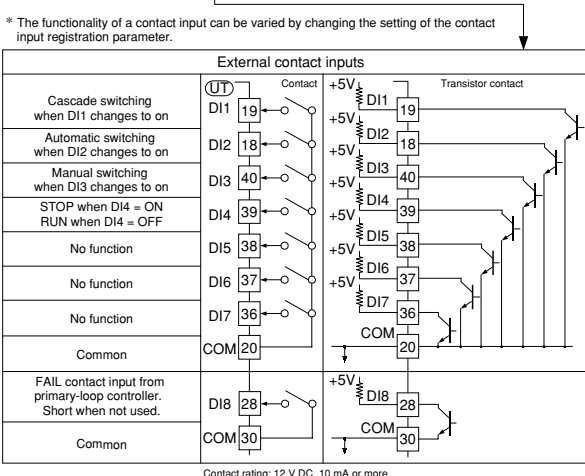 * The functionality of a contact input can be varied by changing the setting of the contact
input registration parameter.
External contact inputs
UT
Contact
Transistor contact
Cascade switching
when DI1 changes to on
DI1 19
+5V DI1 19
Automatic switching
when DI2 changes to on
DI2 18
+5V DI2 18
Manual switching
when DI3 changes to on
DI3 40
+5V DI3 40
STOP when DI4 = ON
RUN when DI4 = OFF
DI4 39
+5V DI4 39
No function
DI5 38
+5V DI5 38
No function
DI6 37
+5V DI6 37
No function
DI7 36
+5V DI7 36
Common
COM 20
COM 20
FAIL contact input from
primary-loop controller.
Short when not used.
DI8 28
+5V DI8 28
Common
COM 30
COM 30
Contact rating: 12 V DC, 10 mA or more